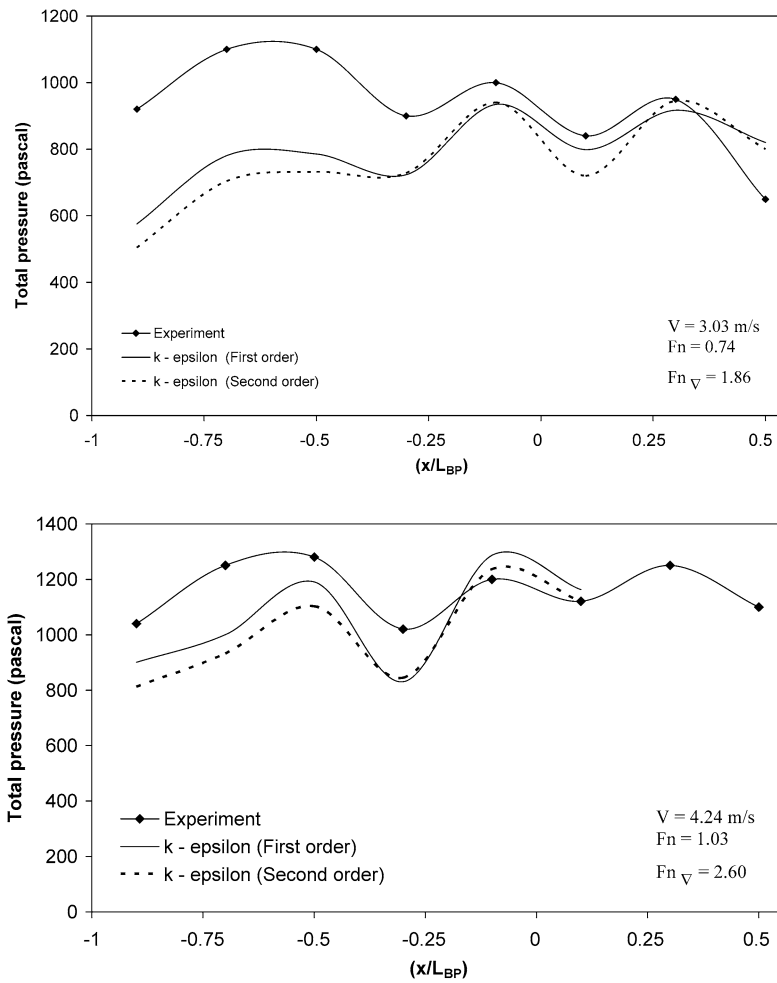 1200
1000
800
600
400
200
0
Total pressure (pascal)
Experiment
k - epsilon (First order)
k - epsilon (Second order)
V = 3.03 m/s
Fn = 0.74
Fn ∇ = 1.86
-1 -0.75 -0.5 -0.25 0 0.25 0.5
(x/LBP)
1400
1200
1000
800
600
400
200
0
Total pressure (pascal)
Experiment
k - epsilon (First order)
k - epsilon (Second order)
V = 4.24 m/s
Fn = 1.03
Fn ∇ = 2.60
-1 -0.75 -0.5 -0.25 0 0.25 0.5
(x/LBP)